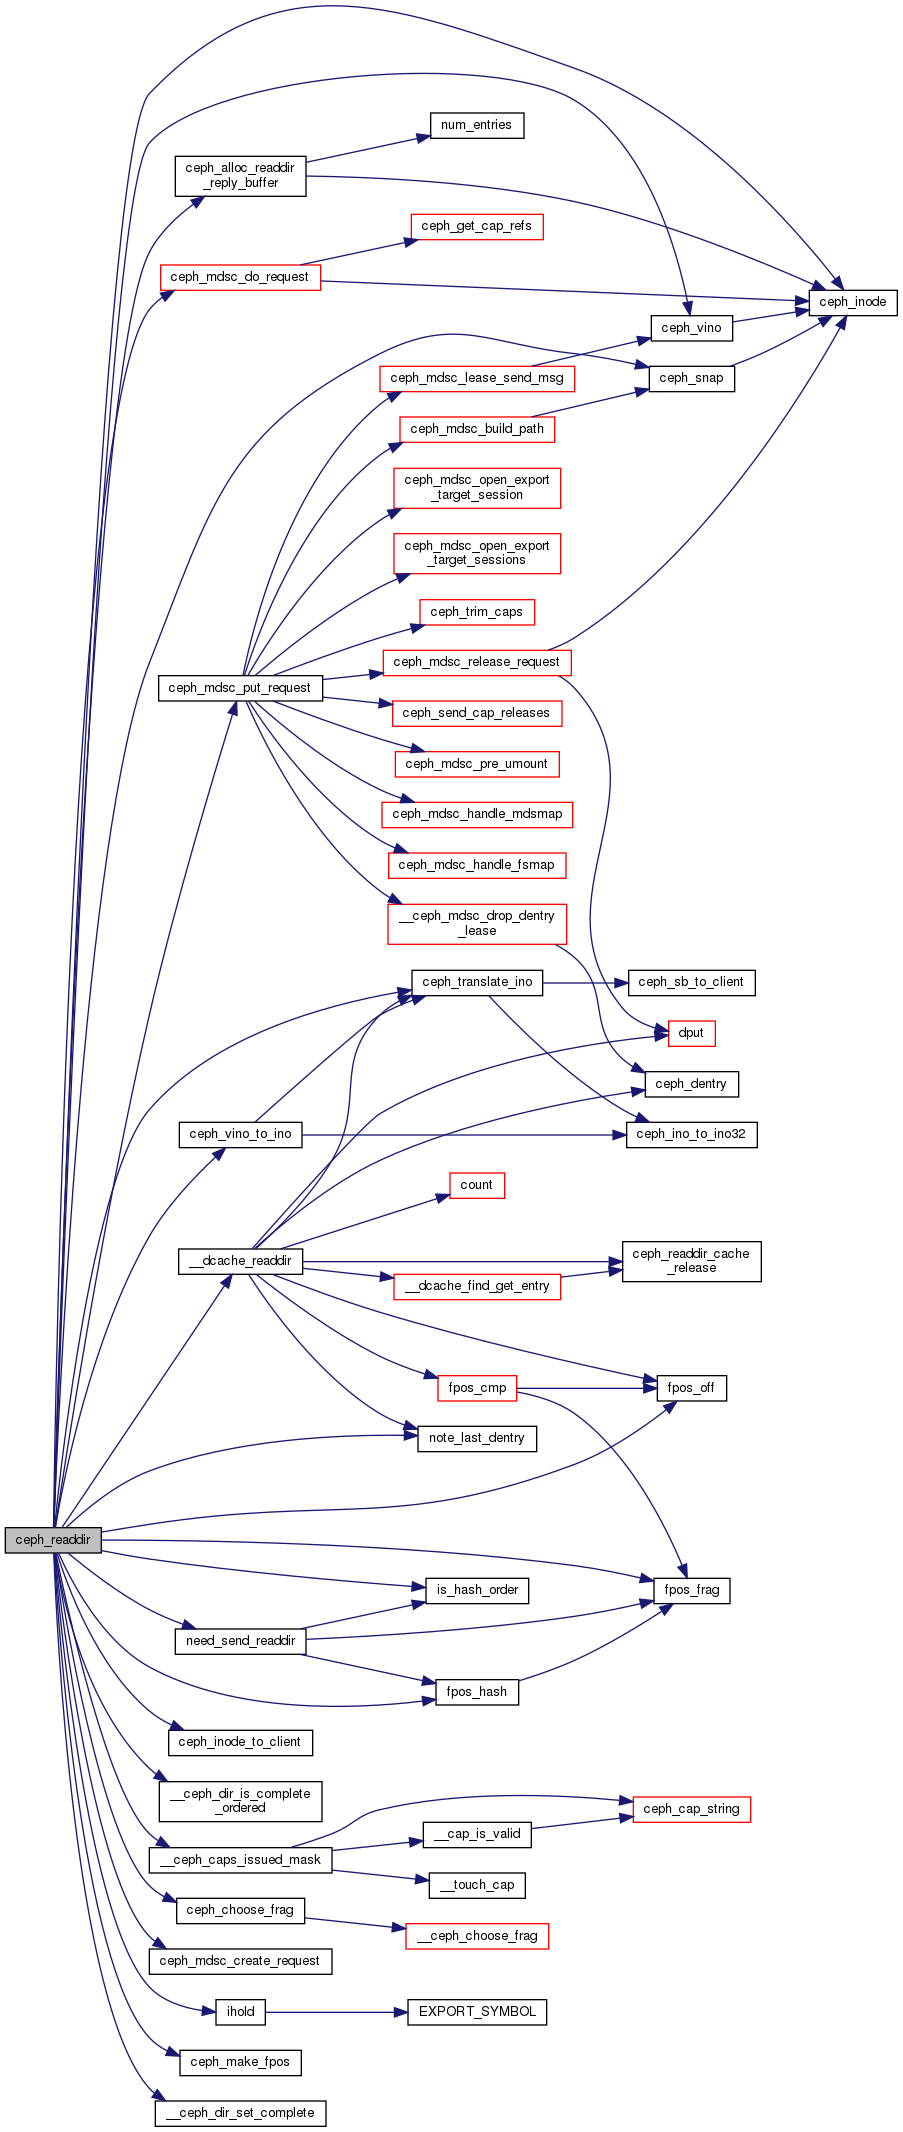 num_entries
ceph_alloc_readdir
_reply_buffer
ceph_get_cap_refs
ceph_mdsc_do_request
ceph_inode
ceph_vino
ceph_mdsc_lease_send_msg
ceph_snap
ceph_mdsc_build_path
ceph_mdsc_open_export
_target_session
ceph_mdsc_open_export
_target_sessions
ceph_trim_caps
ceph_mdsc_release_request
ceph_mdsc_put_request
ceph_send_cap_releases
ceph_mdsc_pre_umount
ceph_mdsc_handle_mdsmap
ceph_mdsc_handle_fsmap
__ceph_mdsc_drop_dentry
_lease
ceph_translate_ino
ceph_sb_to_client
dput
ceph_dentry
ceph_vino_to_ino
ceph_ino_to_ino32
count
__dcache_readdir
ceph_readdir_cache
_release
__dcache_find_get_entry
fpos_cmp
fpos_off
note_last_dentry
ceph_readdir
is_hash_order
fpos_frag
need_send_readdir
fpos_hash
ceph_inode_to_client
__ceph_dir_is_complete
_ordered
ceph_cap_string
__cap_is_valid
__ceph_caps_issued_mask
__touch_cap
ceph_choose_frag
__ceph_choose_frag
ceph_mdsc_create_request
ihold
EXPORT_SYMBOL
ceph_make_fpos
__ceph_dir_set_complete